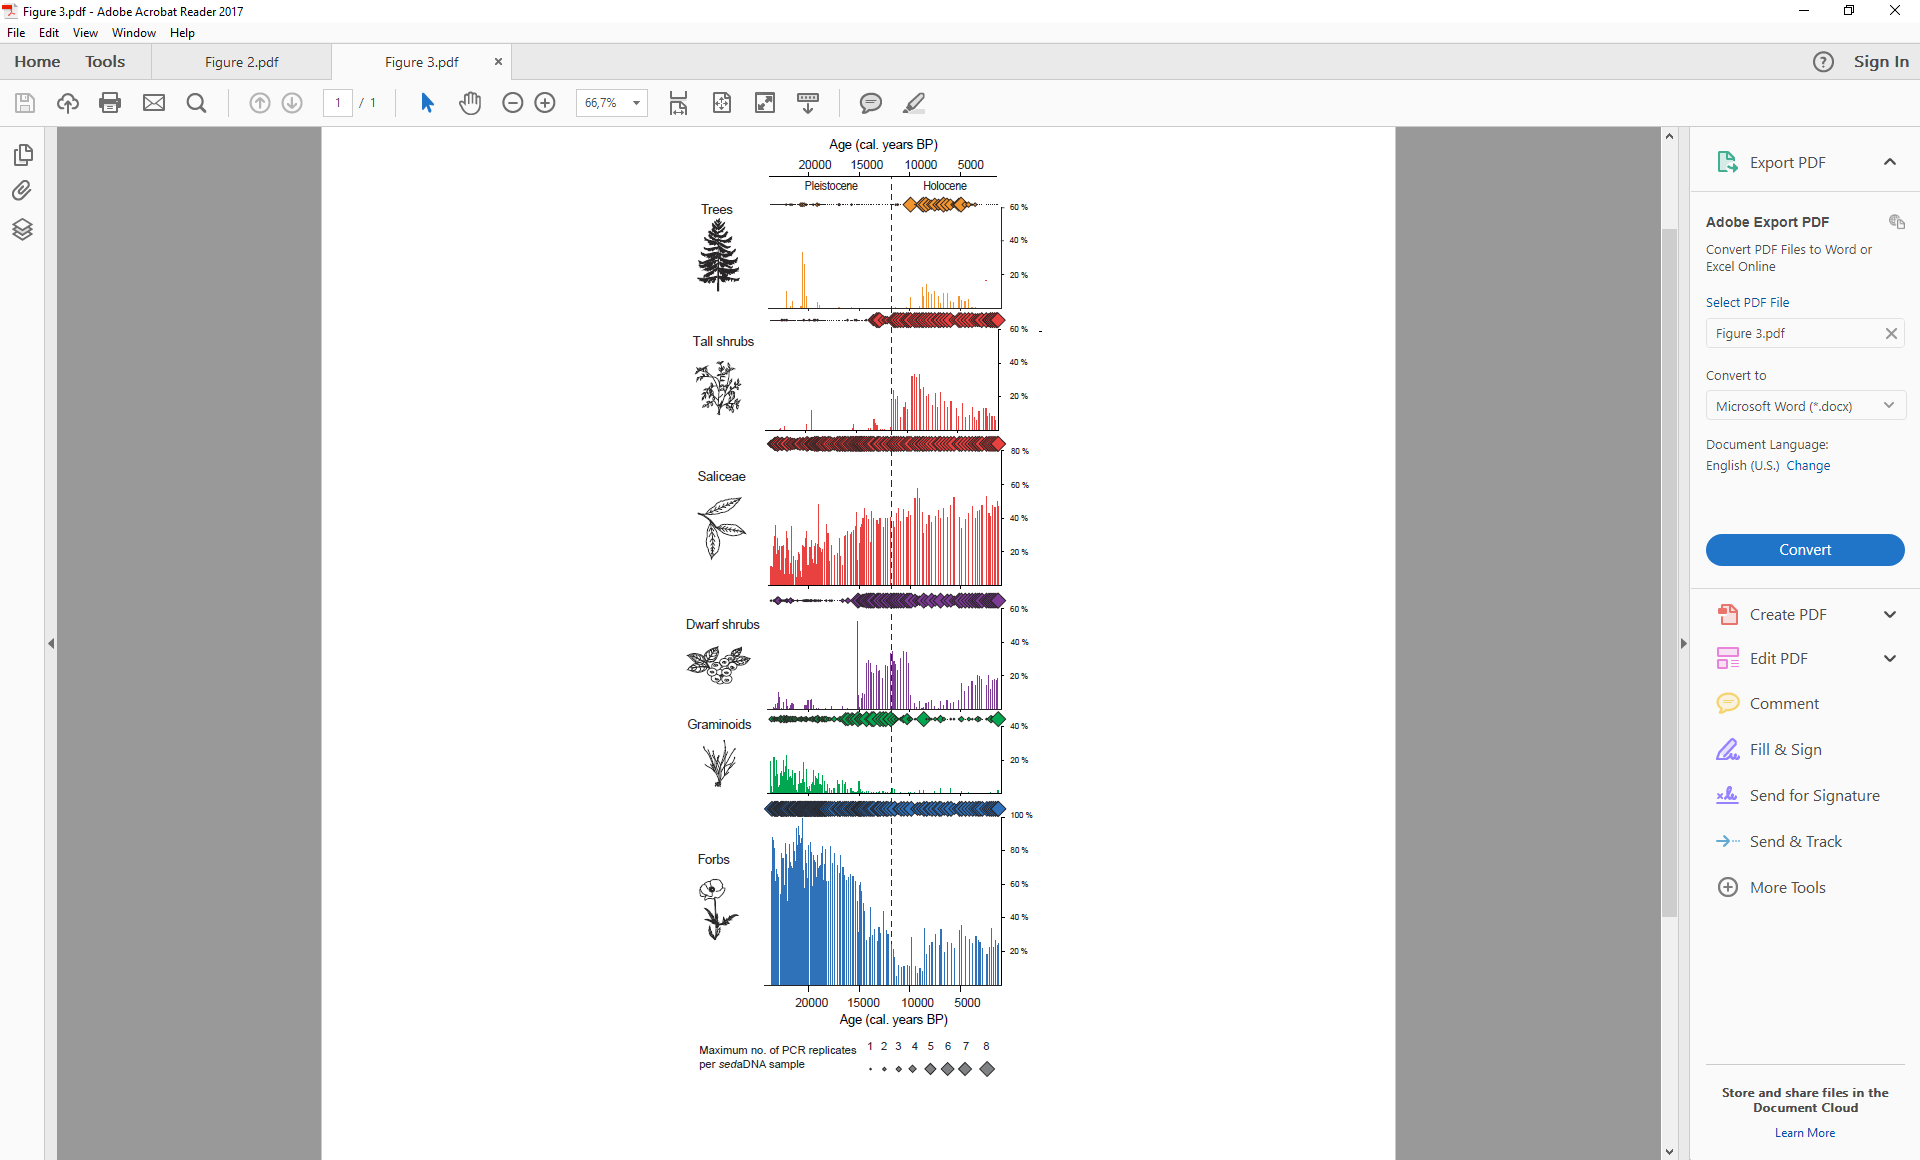 Figure 3.pdf - Adobe Acrobat Reader 2017
File Edit View Window Help
Home Tools Figure 2.pdf Figure 3.pdf × Sign In
1 / 1 66,7%
Age (cal. years BP)
20000 15000 10000 5000
Pleistocene Holocene
Trees
60 %
40 %
20 %
Tall shrubs
60 %
40 %
20 %
Saliceae
80 %
60 %
40 %
20 %
Dwarf shrubs
60 %
40 %
20 %
Graminoids
40 %
20 %
Forbs
100 %
80 %
60 %
40 %
20 %
20000 15000 10000 5000
Age (cal. years BP)
Maximum no. of PCR replicates
per sedaDNA sample
1 2 3 4 5 6 7 8
Export PDF
Adobe Export PDF
Convert PDF Files to Word or
Excel Online
Select PDF File
Figure 3.pdf
Convert to
Microsoft Word (*.docx)
Document Language:
English (U.S.) Change
Convert
Create PDF
Edit PDF
Comment
Fill & Sign
Send for Signature
Send & Track
More Tools
Store and share files in the
Document Cloud
Learn More